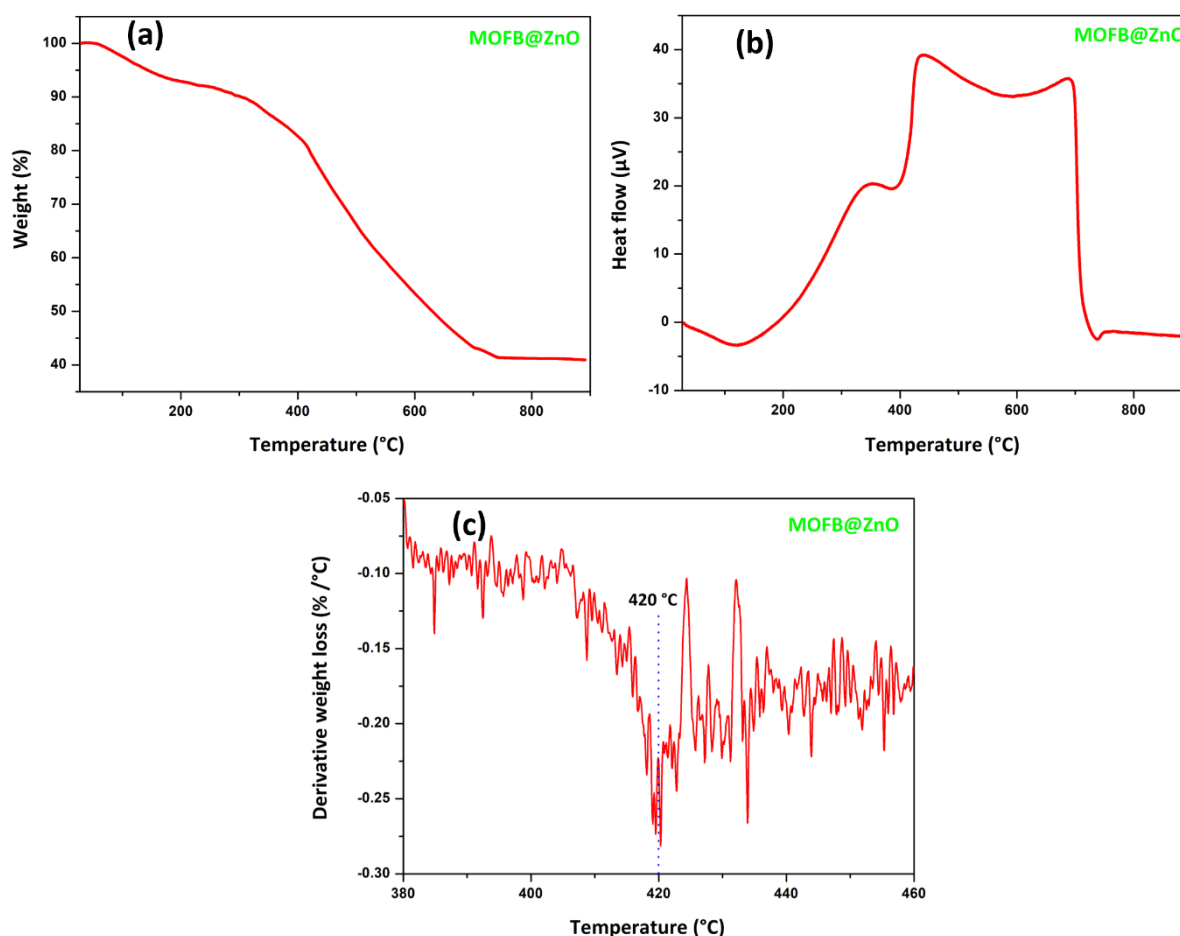 (a)
MOFB@ZnO
100
90
80
70
60
50
40
Weight (%)
200
400
600
800
Temperature (°C)
(b)
MOFB@ZnO
40
30
20
10
0
-10
Heat flow (µV)
200
400
600
800
Temperature (°C)
(c)
MOFB@ZnO
420 °C
-0.05
-0.10
-0.15
-0.20
-0.25
-0.30
Derivative weight loss (% /°C)
380
400
420
440
460
Temperature (°C)